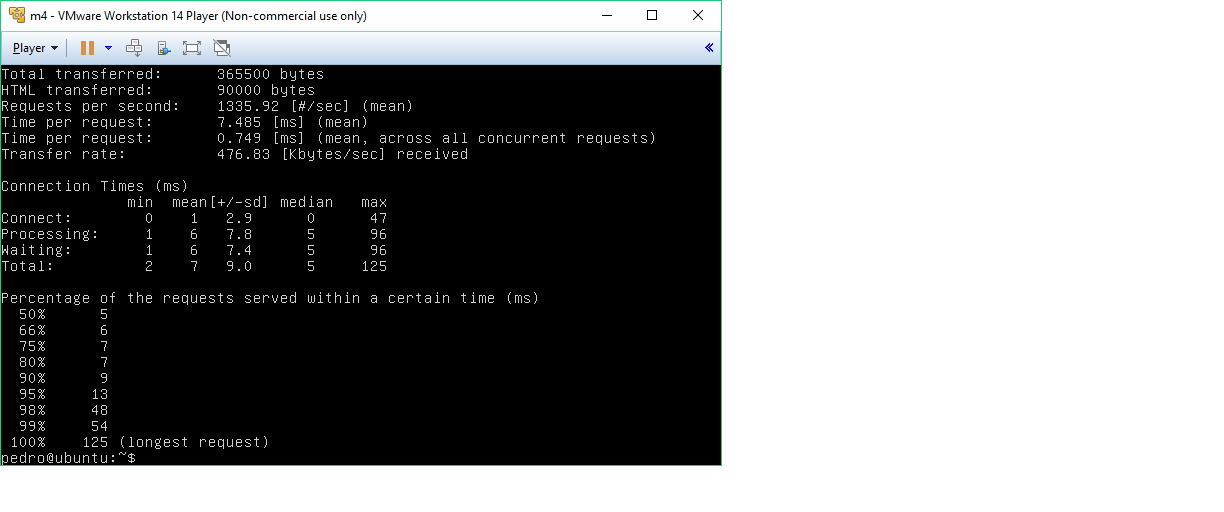 m4 - VMware Workstation 14 Player (Non-commercial use only)
Player
Total transferred:      365500 bytes
HTML transferred:       90000 bytes
Requests per second:    1335.92 [#/sec] (mean)
Time per request:       7.485 [ms] (mean)
Time per request:       0.749 [ms] (mean, across all concurrent requests)
Transfer rate:          476.83 [Kbytes/sec] received

Connection Times (ms)
              min  mean[+/-sd] median   max
Connect:        0    1   2.9      0      47
Processing:     1    6   7.8      5      96
Waiting:        1    6   7.4      5      96
Total:          2    7   9.0      5     125

Percentage of the requests served within a certain time (ms)
  50%      5
  66%      6
  75%      7
  80%      7
  90%      9
  95%     13
  98%     48
  99%     54
 100%    125 (longest request)
pedro@ubuntu:~$